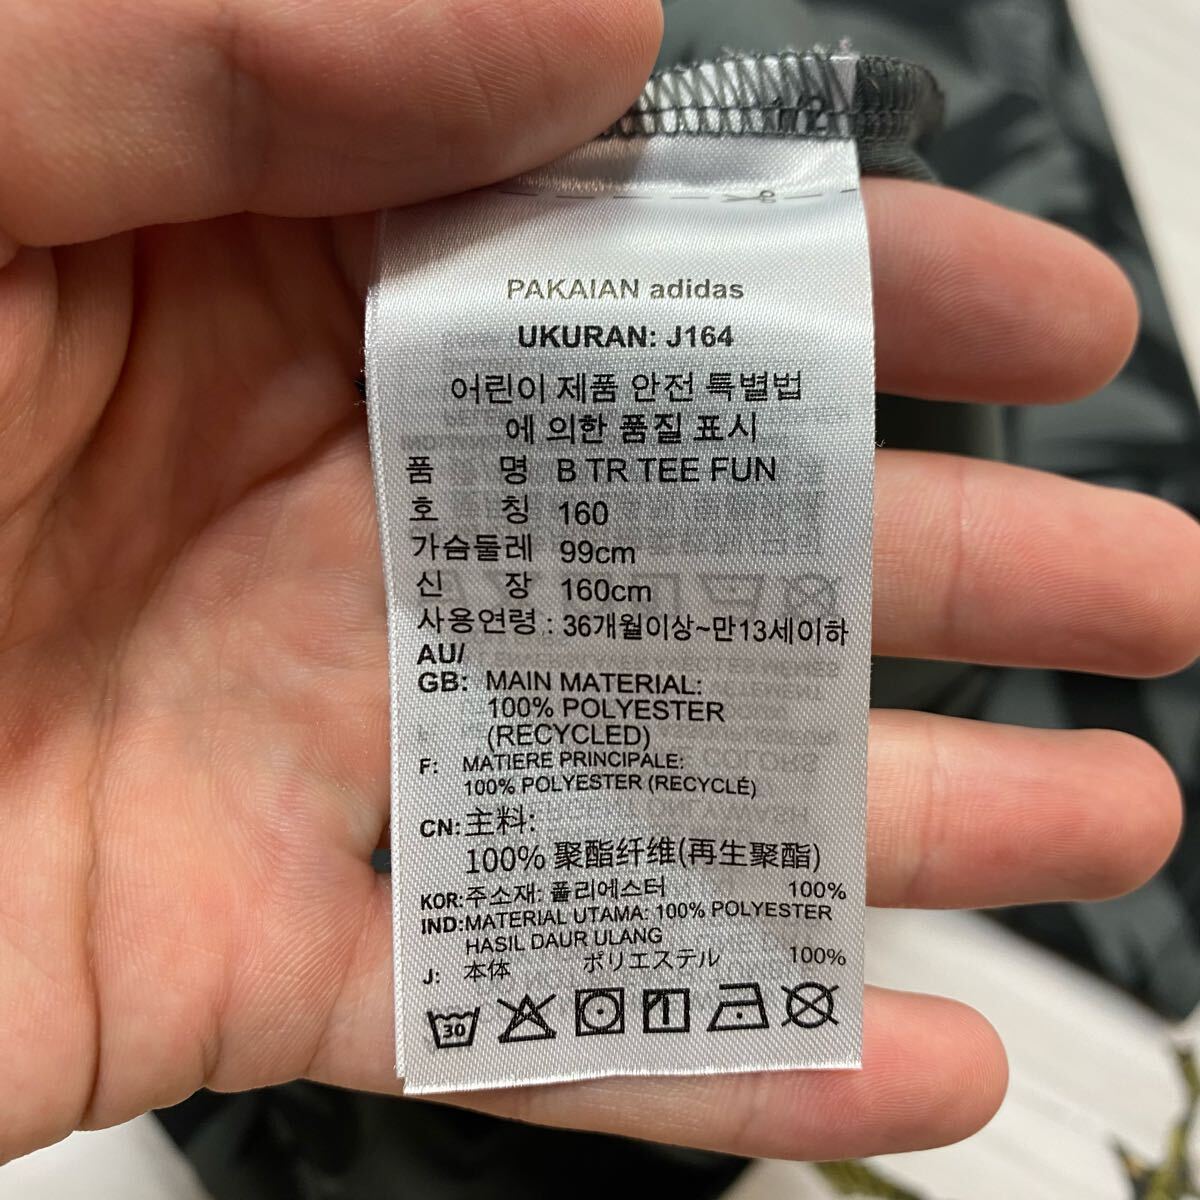 1/2
PAKAIAN adidas
UKURAN: J164
어린이 제품 안전 특별법
에 의한 품질 표시
품 명 B TR TEE FUN
호 칭 160
가슴둘레 99cm
신 장 160cm
사용연령 : 36개월이상~만13세이하
AU/
GB: MAIN MATERIAL:
100% POLYESTER
(RECYCLED)
F: MATIERE PRINCIPALE:
100% POLYESTER (RECYCLÉ)
CN: 主料:
100% 聚酯纤维(再生聚酯)
KOR: 주소재: 폴리에스터 100%
IND: MATERIAL UTAMA: 100% POLYESTER
HASIL DAUR ULANG
J: 本体 ポリエステル 100%
30